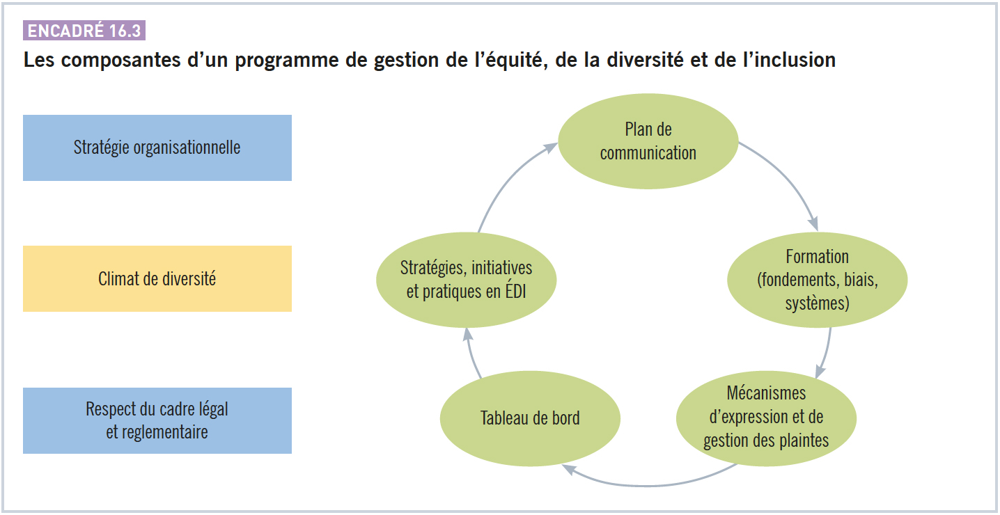 ENCADRÉ 16.3
Les composantes d’un programme de gestion de l’équité, de la diversité et de l’inclusion
Stratégie organisationnelle
Climat de diversité
Respect du cadre légal
et reglementaire
Plan de
communication
Formation
(fondements, biais,
systèmes)
Mécanismes
d’expression et de
gestion des plaintes
Tableau de bord
Stratégies, initiatives
et pratiques en ÉDI